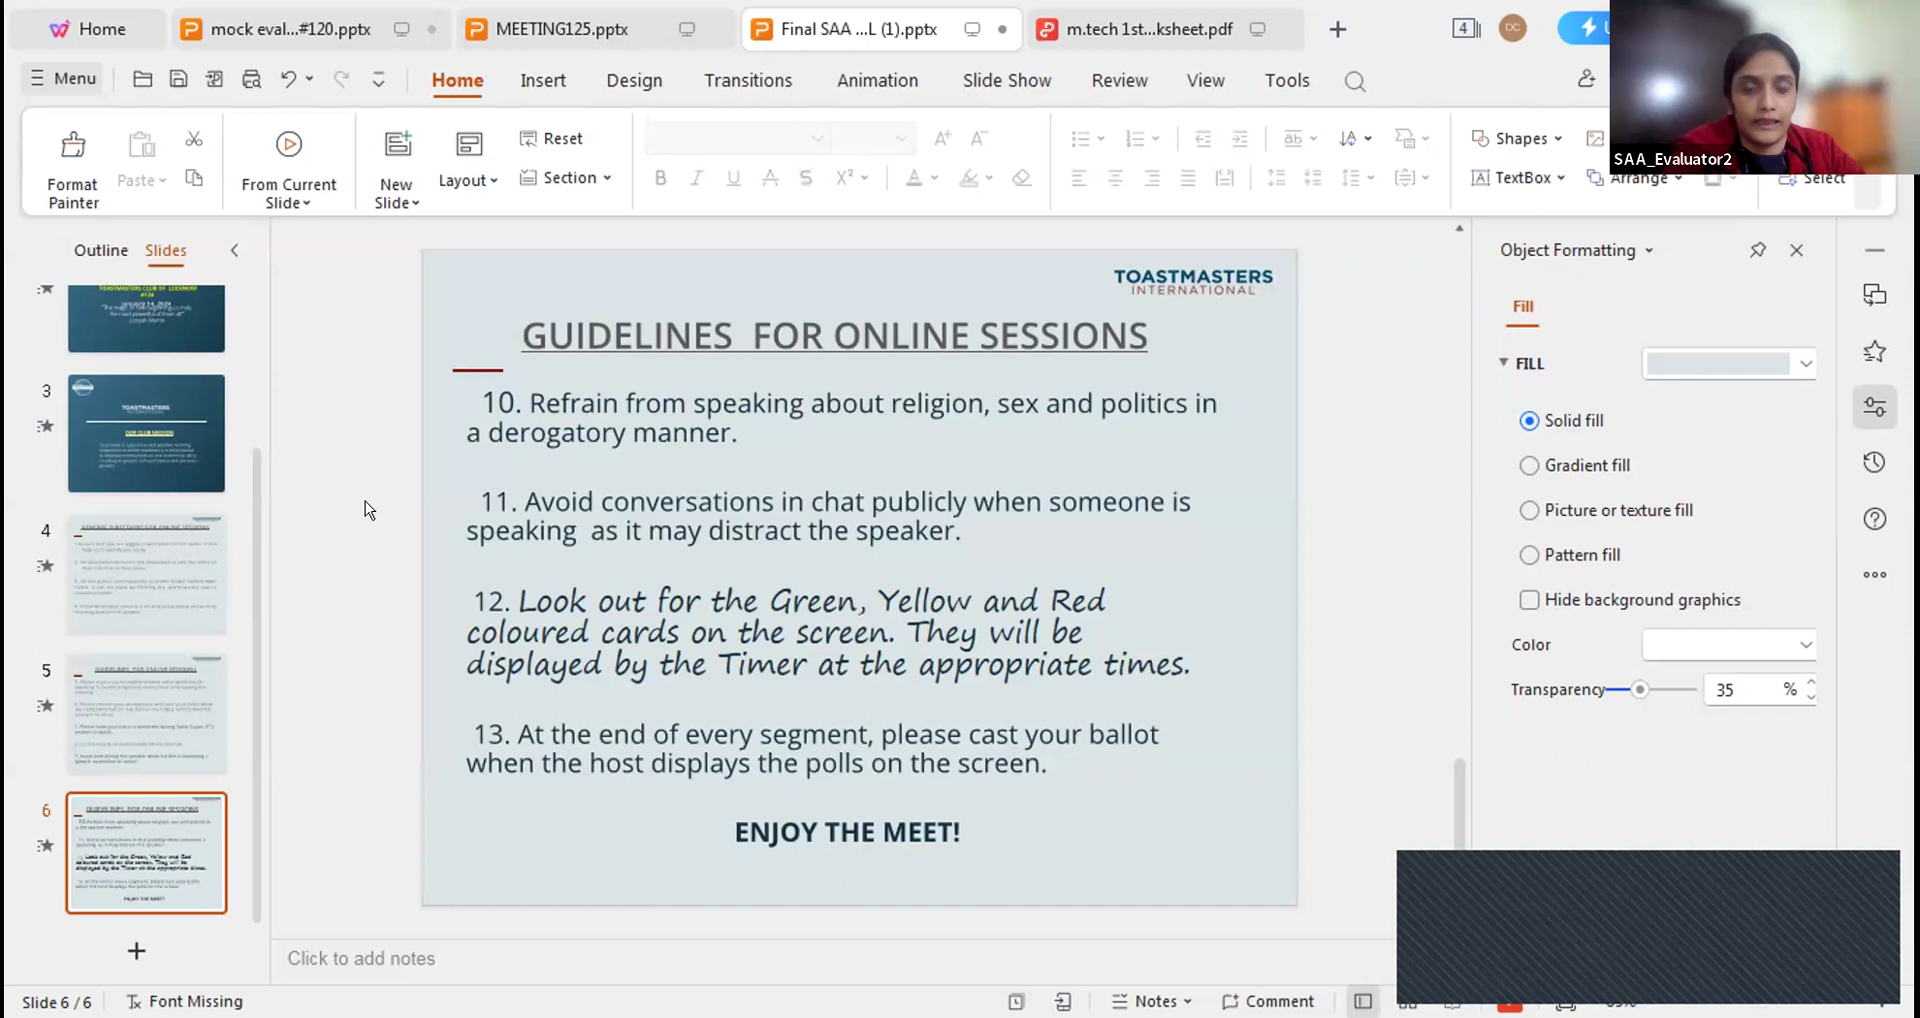 Home
mock eval...#120.pptx
MEETING125.pptx
Final SAA ...L (1).pptx
m.tech 1st...ksheet.pdf
4
DC
Menu
Home
Insert
Design
Transitions
Animation
Slide Show
Review
View
Tools
SAA_Evaluator2
Format Painter
Paste
From Current Slide
New Slide
Layout
Reset
Section
Shapes
TextBox
Arrange
Select
Outline
Slides
3
4
5
6
TOASTMASTERS
INTERNATIONAL
GUIDELINES  FOR ONLINE SESSIONS
10. Refrain from speaking about religion, sex and politics in
a derogatory manner.
11. Avoid conversations in chat publicly when someone is
speaking  as it may distract the speaker.
12. Look out for the Green, Yellow and Red
coloured cards on the screen. They will be
displayed by the Timer at the appropriate times.
13. At the end of every segment, please cast your ballot
when the host displays the polls on the screen.
ENJOY THE MEET!
Object Formatting
Fill
FILL
Solid fill
Gradient fill
Picture or texture fill
Pattern fill
Hide background graphics
Color
Transparency
35 %
Click to add notes
Slide 6 / 6
Font Missing
Notes
Comment